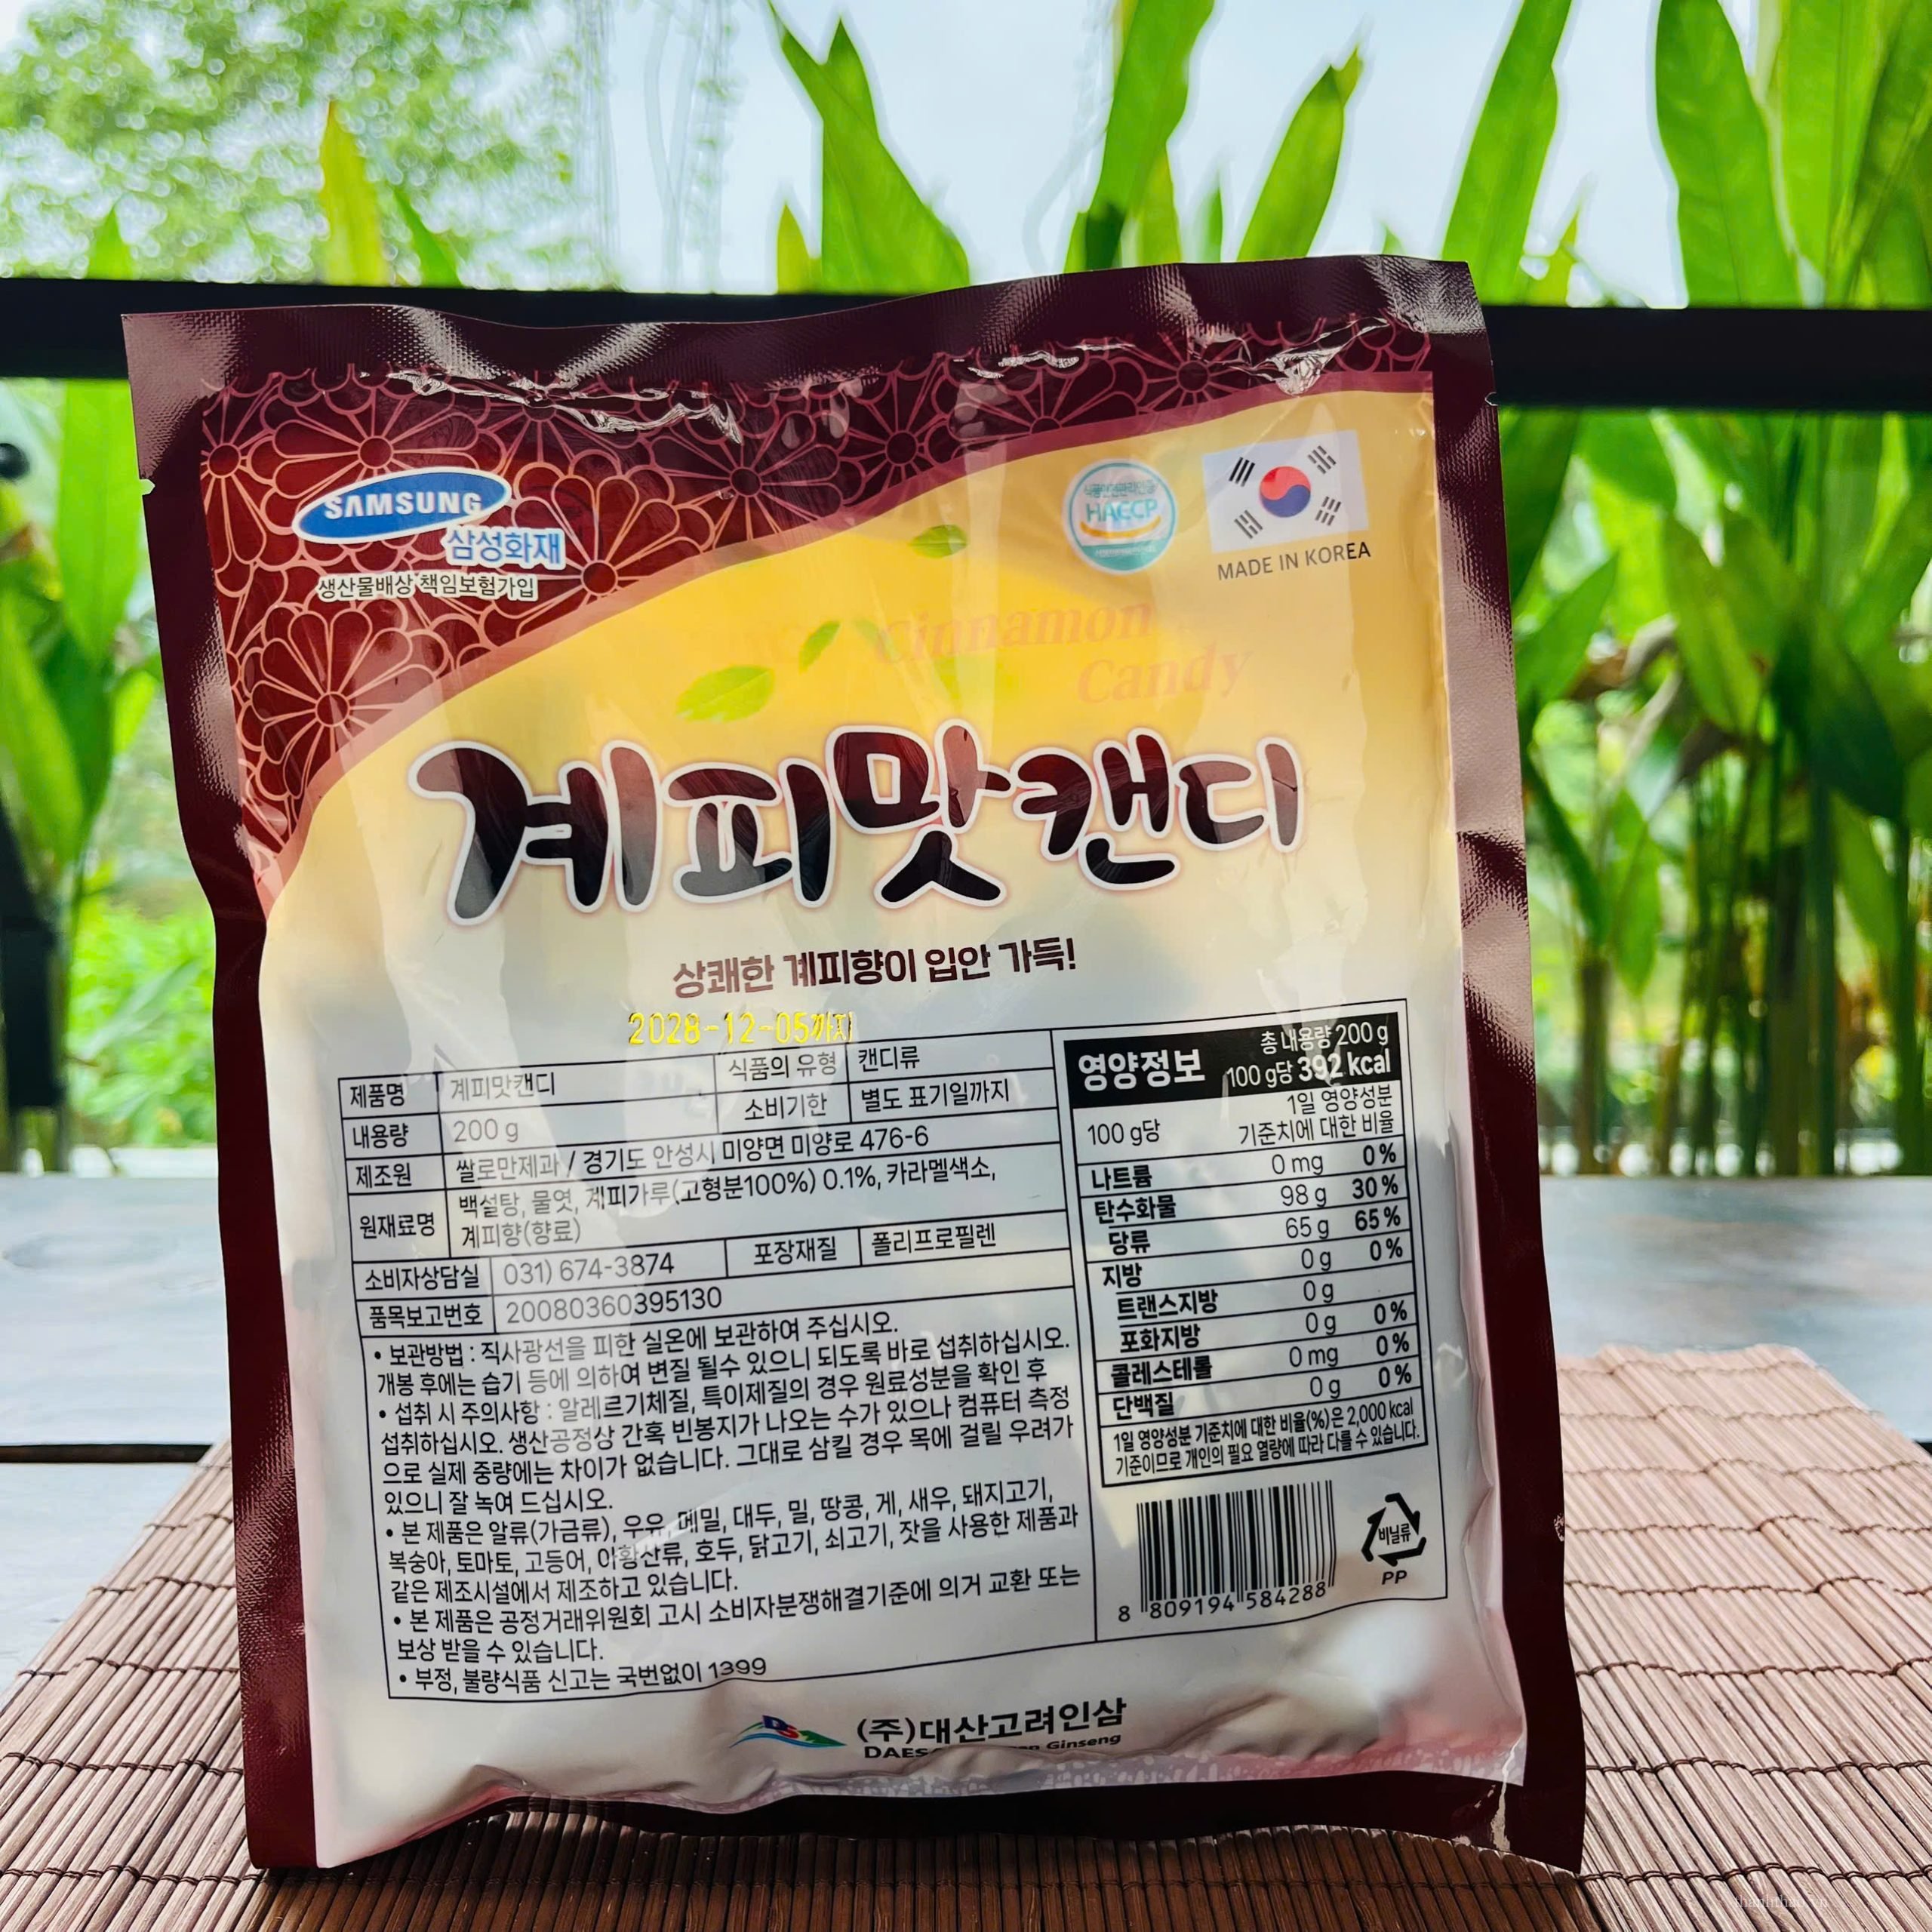 SAMSUNG
삼성화재
생산물배상 책임보험가입
HACCP
MADE IN KOREA
Cinnamon
Candy
계피맛캔디
상쾌한 계피향이 입안 가득!
2028-12-05까지
제품명 계피맛캔디 식품의 유형 캔디류
내용량 200 g 소비기한 별도 표기일까지
제조원 쌀로만제과 / 경기도 안성시 미양면 미양로 476-6
원재료명 백설탕, 물엿, 계피가루(고형분100%) 0.1%, 카라멜색소,
계피향(향료)
소비자상담실 031) 674-3874 포장재질 폴리프로필렌
품목보고번호 20080360395130
• 보관방법 : 직사광선을 피한 실온에 보관하여 주십시오.
개봉 후에는 습기 등에 의하여 변질 될수 있으니 되도록 바로 섭취하십시오.
• 섭취 시 주의사항 : 알레르기체질, 특이체질의 경우 원료성분을 확인 후
섭취하십시오. 생산공정상 간혹 빈봉지가 나오는 수가 있으나 컴퓨터 측정
으로 실제 중량에는 차이가 없습니다. 그대로 삼킬 경우 목에 걸릴 우려가
있으니 잘 녹여 드십시오.
• 본 제품은 알류(가금류), 우유, 메밀, 대두, 밀, 땅콩, 게, 새우, 돼지고기,
복숭아, 토마토, 고등어, 아황산류, 호두, 닭고기, 쇠고기, 잣을 사용한 제품과
같은 제조시설에서 제조하고 있습니다.
• 본 제품은 공정거래위원회 고시 소비자분쟁해결기준에 의거 교환 또는
보상 받을 수 있습니다.
• 부정, 불량식품 신고는 국번없이 1399
영양정보 총 내용량 200 g
100 g당 392 kcal
100 g당 1일 영양성분
기준치에 대한 비율
나트륨 0 mg 0 %
탄수화물 98 g 30 %
당류 65 g 65 %
지방 0 g 0 %
트랜스지방 0 g
포화지방 0 g 0 %
콜레스테롤 0 mg 0 %
단백질 0 g 0 %
1일 영양성분 기준치에 대한 비율(%)은 2,000 kcal
기준이므로 개인의 필요 열량에 따라 다를 수 있습니다.
8 809194 584288
비닐류
PP
(주)대산고려인삼
Ginseng